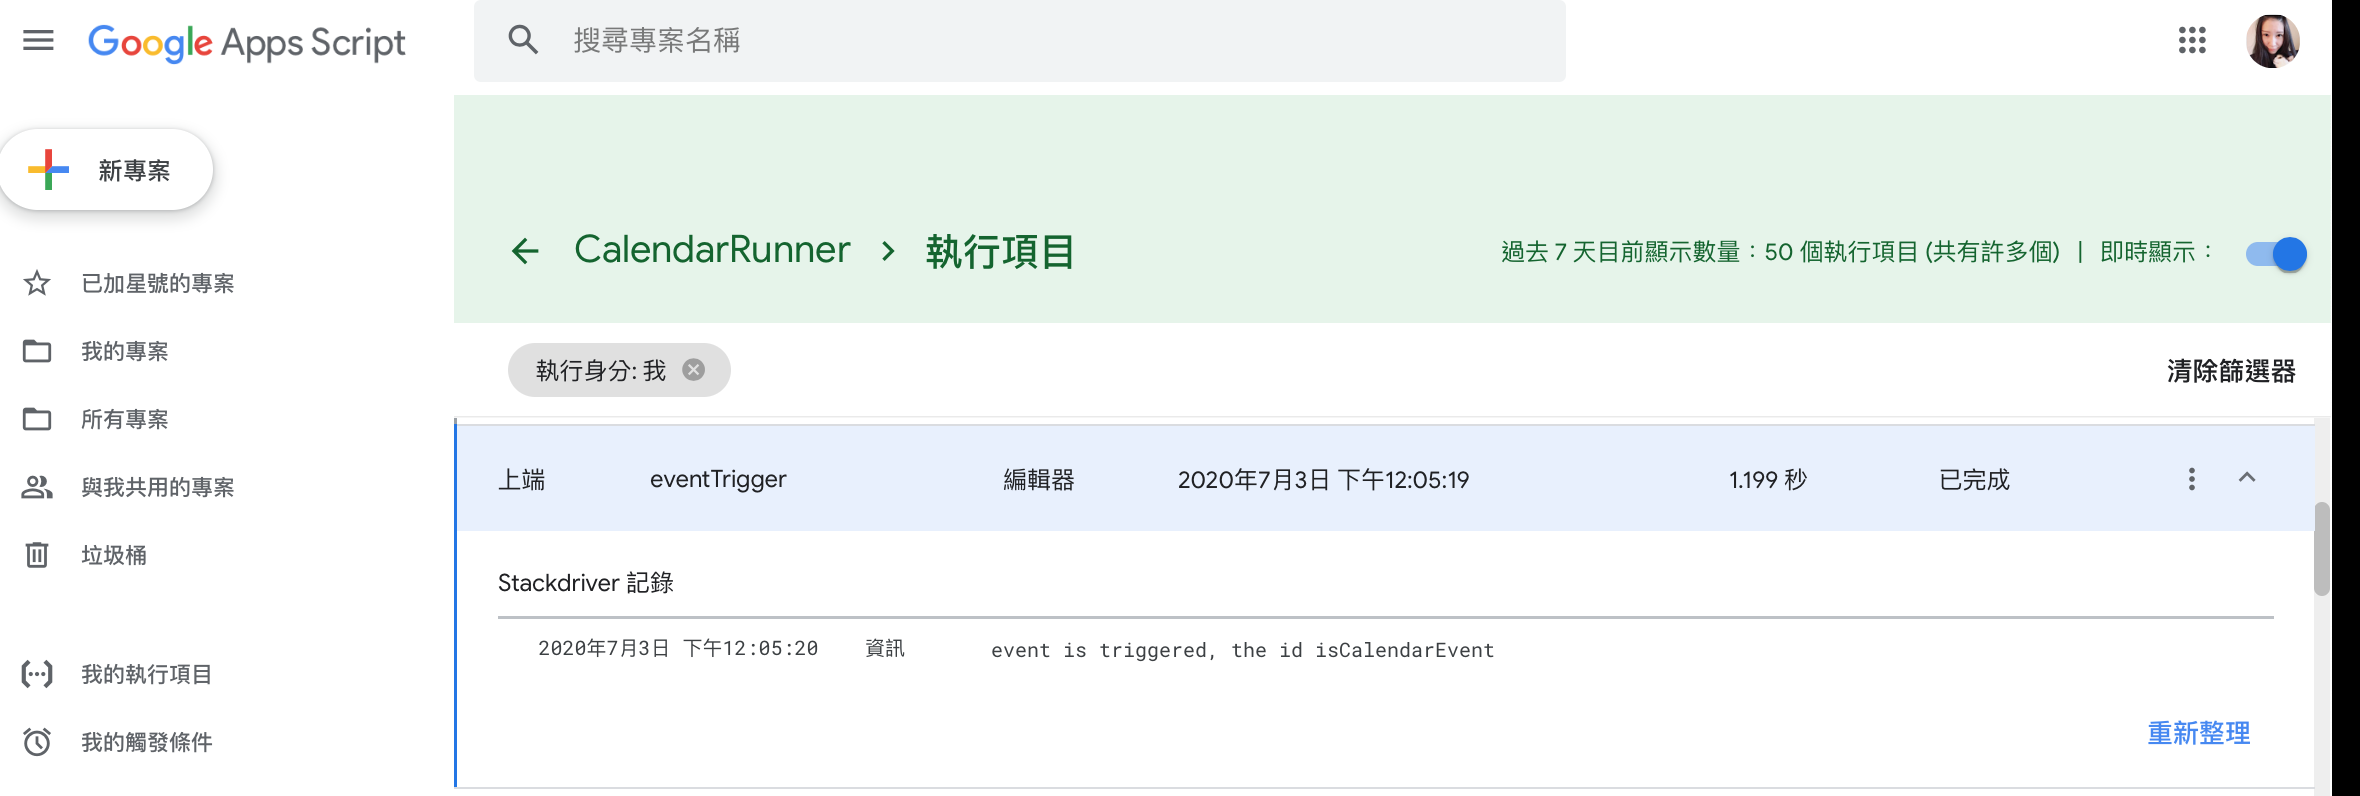 Google Apps Script
搜尋專案名稱
新專案
已加星號的專案
我的專案
所有專案
與我共用的專案
垃圾桶
我的執行項目
我的觸發條件
CalendarRunner > 執行項目
過去 7 天目前顯示數量：50 個執行項目 (共有許多個) | 即時顯示：
執行身分: 我
清除篩選器
上端 eventTrigger 編輯器 2020年7月3日 下午12:05:19 1.199 秒 已完成
Stackdriver 記錄
2020年7月3日 下午12:05:20 資訊 event is triggered, the id isCalendarEvent
重新整理